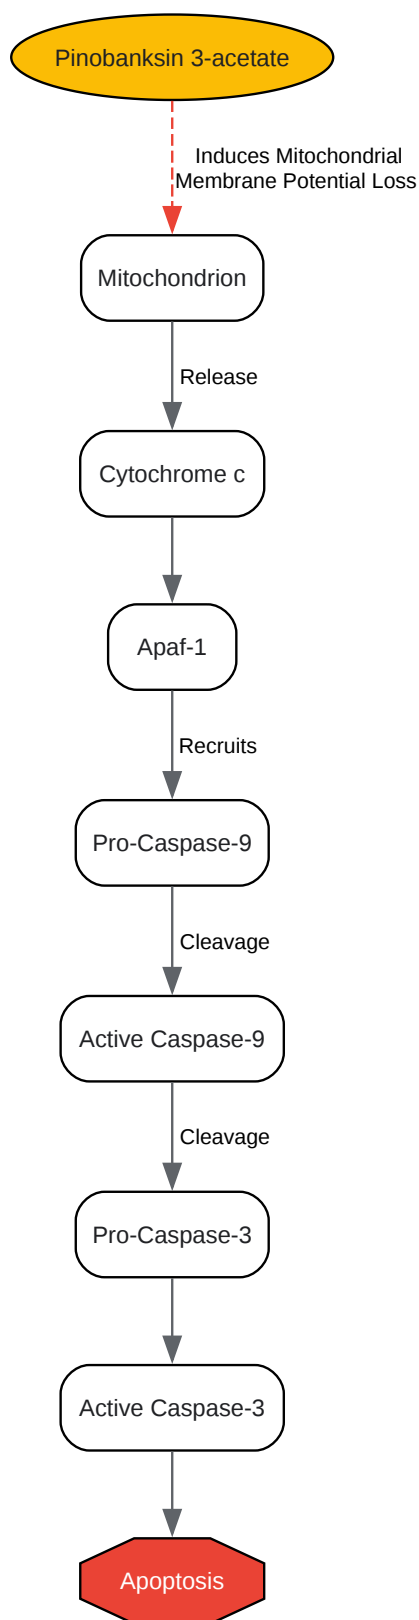 Pinobanksin 3-acetate
Induces Mitochondrial
Membrane Potential Loss
Mitochondrion
Release
Cytochrome c
Apaf-1
Recruits
Pro-Caspase-9
Cleavage
Active Caspase-9
Cleavage
Pro-Caspase-3
Active Caspase-3
Apoptosis